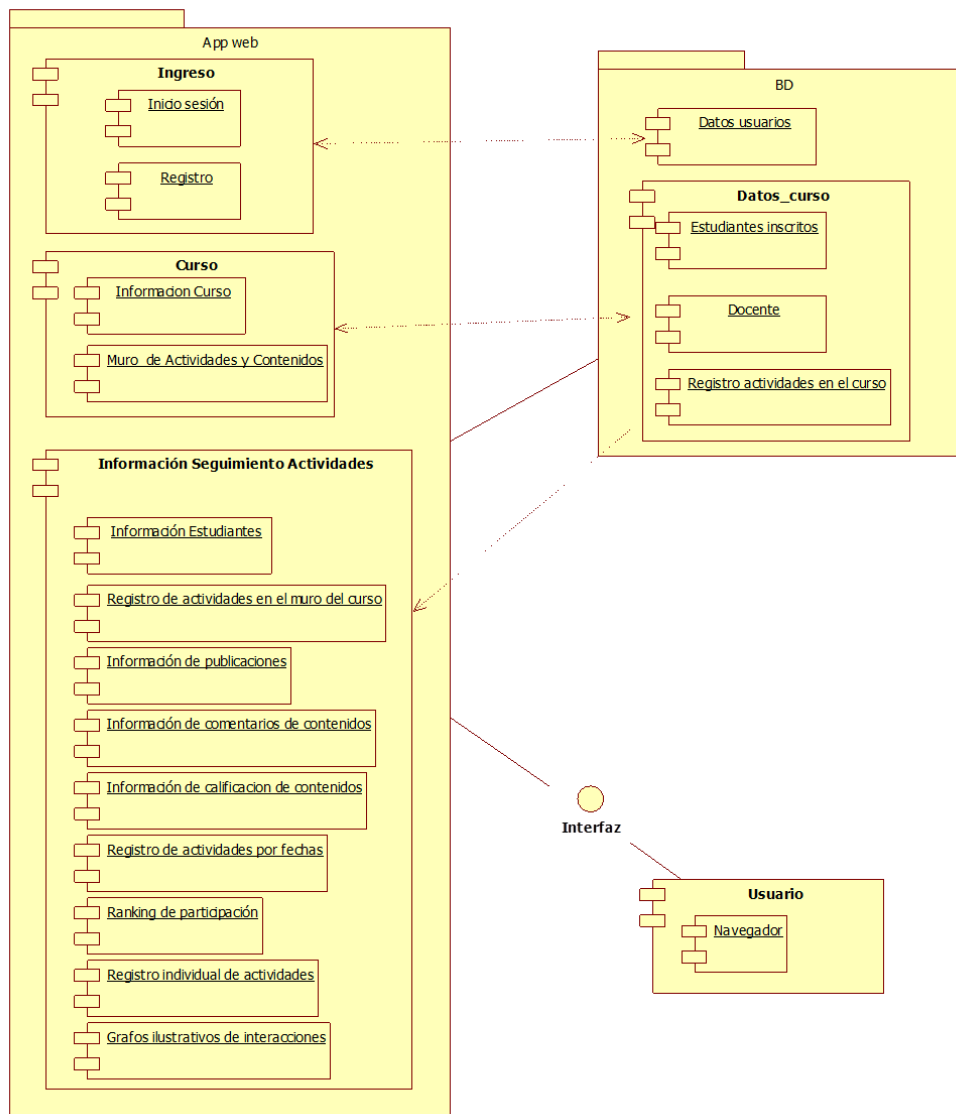 App web
Ingreso
Inicio sesión
Registro
Curso
Informacion Curso
Muro de Actividades y Contenidos
Información Seguimiento Actividades
Información Estudiantes
Registro de actividades en el muro del curso
Información de publicaciones
Información de comentarios de contenidos
Información de calificacion de contenidos
Registro de actividades por fechas
Ranking de participación
Registro individual de actividades
Grafos ilustrativos de interacciones
BD
Datos usuarios
Datos_curso
Estudiantes inscritos
Docente
Registro actividades en el curso
Interfaz
Usuario
Navegador